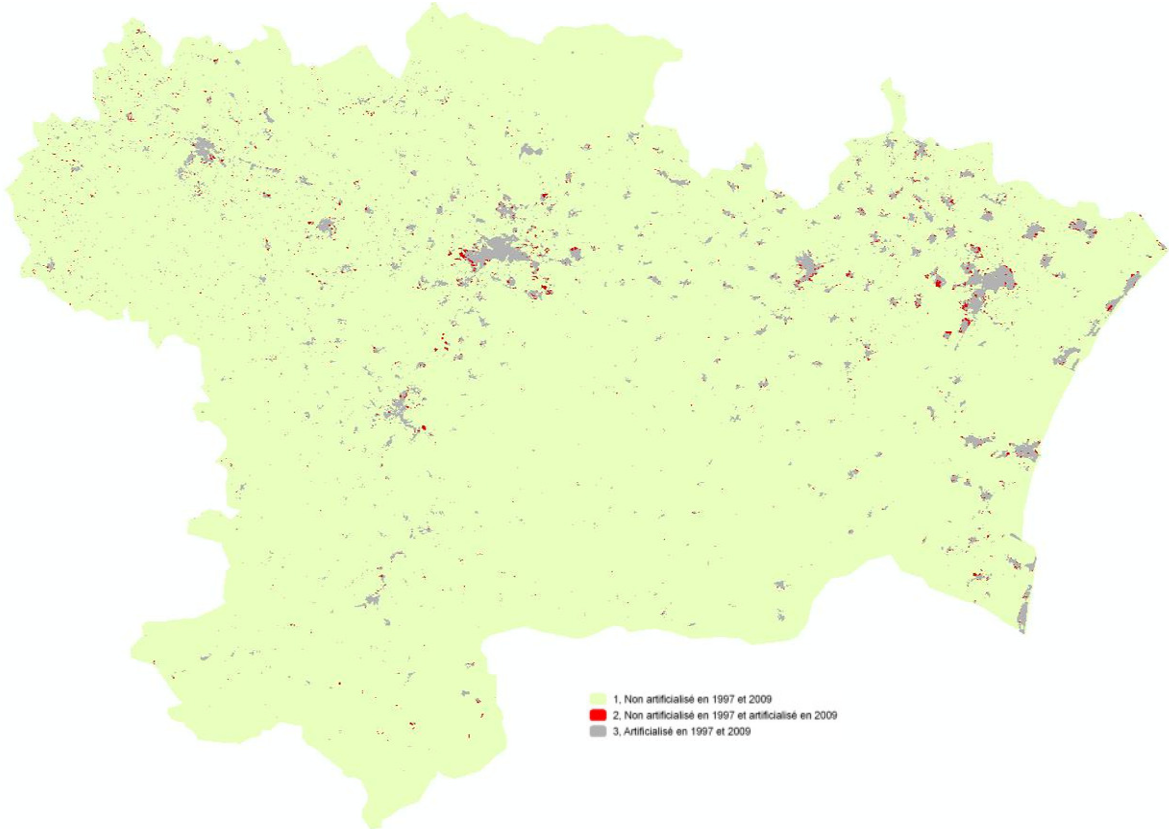 1, Non artificialisé en 1997 et 2009
2, Non artificialisé en 1997 et artificialisé en 2009
3, Artificialisé en 1997 et 2009